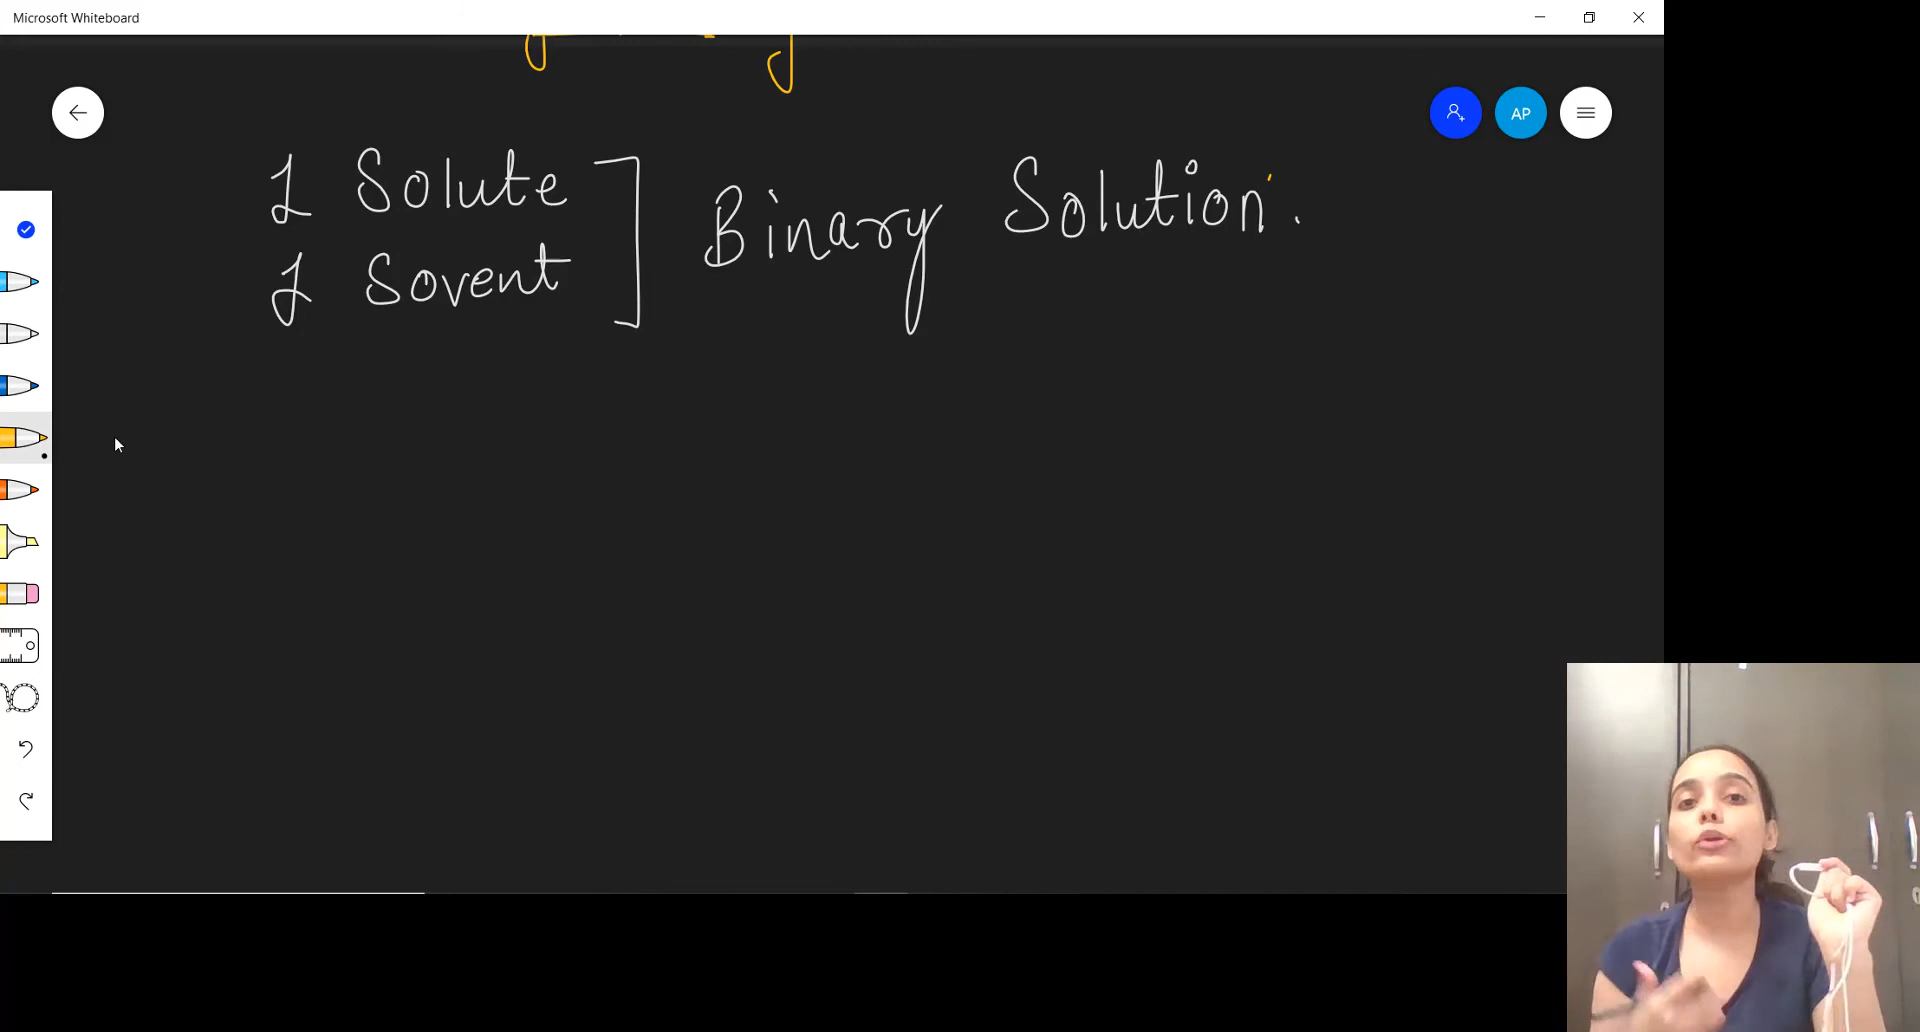 Microsoft Whiteboard
AP
1 Solute
1 Sovent
Binary Solution.